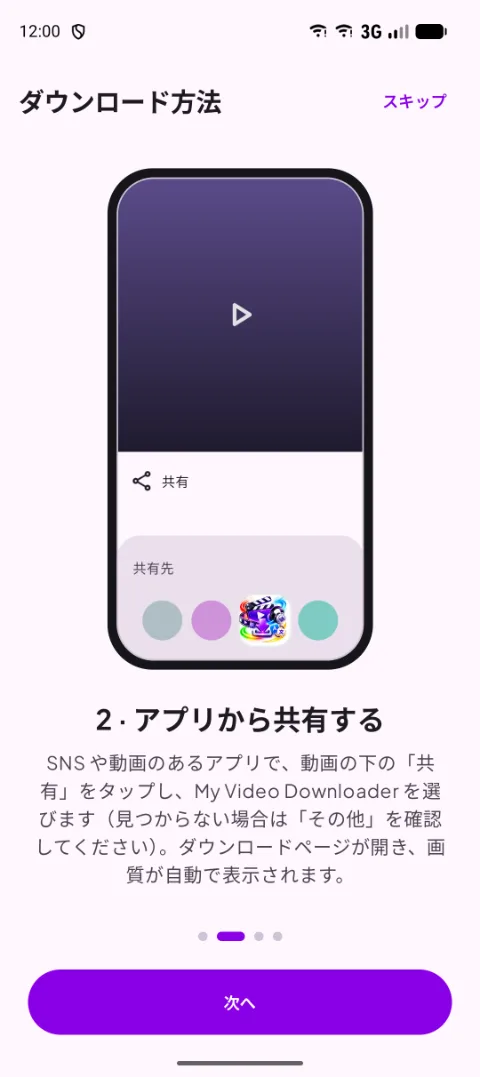 12:00
3G
ダウンロード方法
スキップ
共有
共有先
2 · アプリから共有する
SNS や動画のあるアプリで、動画の下の「共
有」をタップし、My Video Downloader を選
びます（見つからない場合は「その他」を確認
してください）。ダウンロードページが開き、画
質が自動で表示されます。
次へ